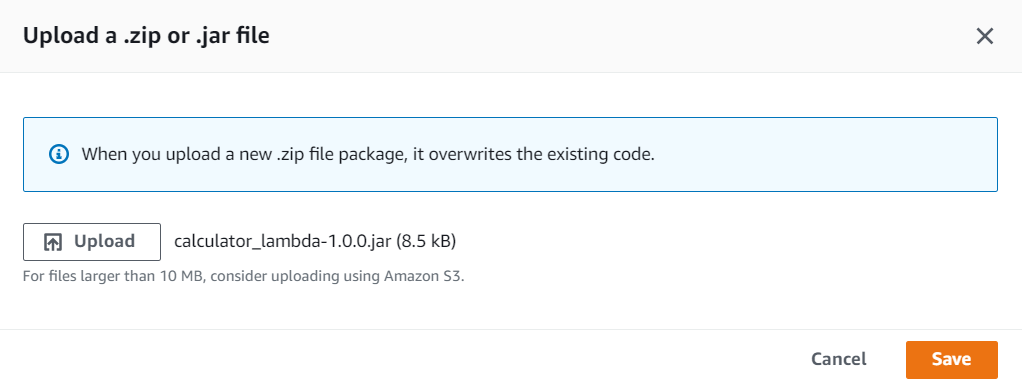 Upload a .zip or .jar file
When you upload a new .zip file package, it overwrites the existing code.
Upload calculator_lambda-1.0.0.jar (8.5 kB)
For files larger than 10 MB, consider uploading using Amazon S3.
Cancel Save